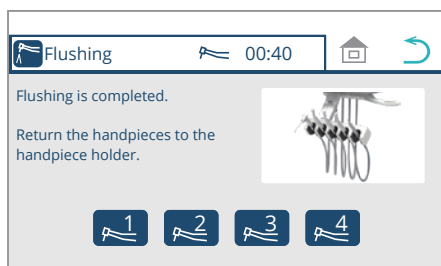 Flushing 00:40
Flushing is completed.
Return the handpieces to the
handpiece holder.
1 2 3 4